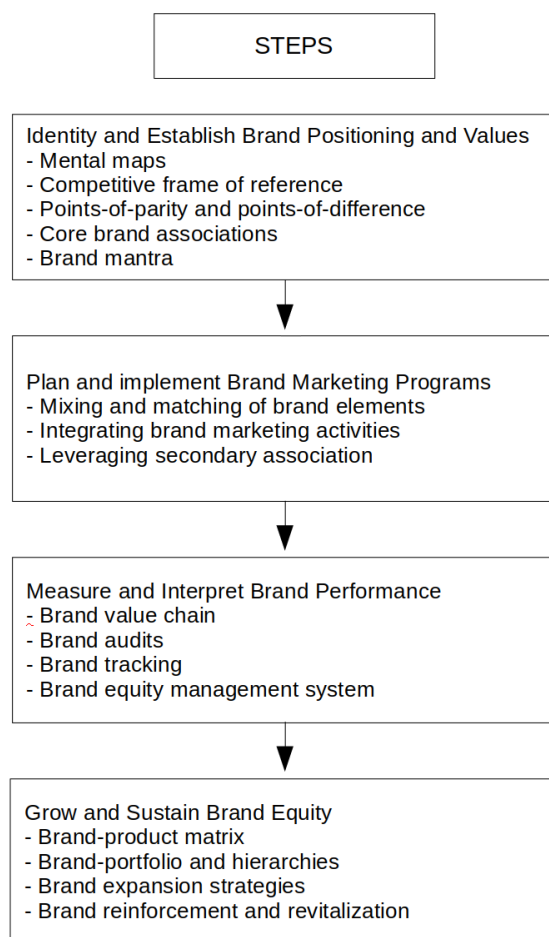 STEPS
Identity and Establish Brand Positioning and Values
- Mental maps
- Competitive frame of reference
- Points-of-parity and points-of-difference
- Core brand associations
- Brand mantra
Plan and implement Brand Marketing Programs
- Mixing and matching of brand elements
- Integrating brand marketing activities
- Leveraging secondary association
Measure and Interpret Brand Performance
- Brand value chain
- Brand audits
- Brand tracking
- Brand equity management system
Grow and Sustain Brand Equity
- Brand-product matrix
- Brand-portfolio and hierarchies
- Brand expansion strategies
- Brand reinforcement and revitalization